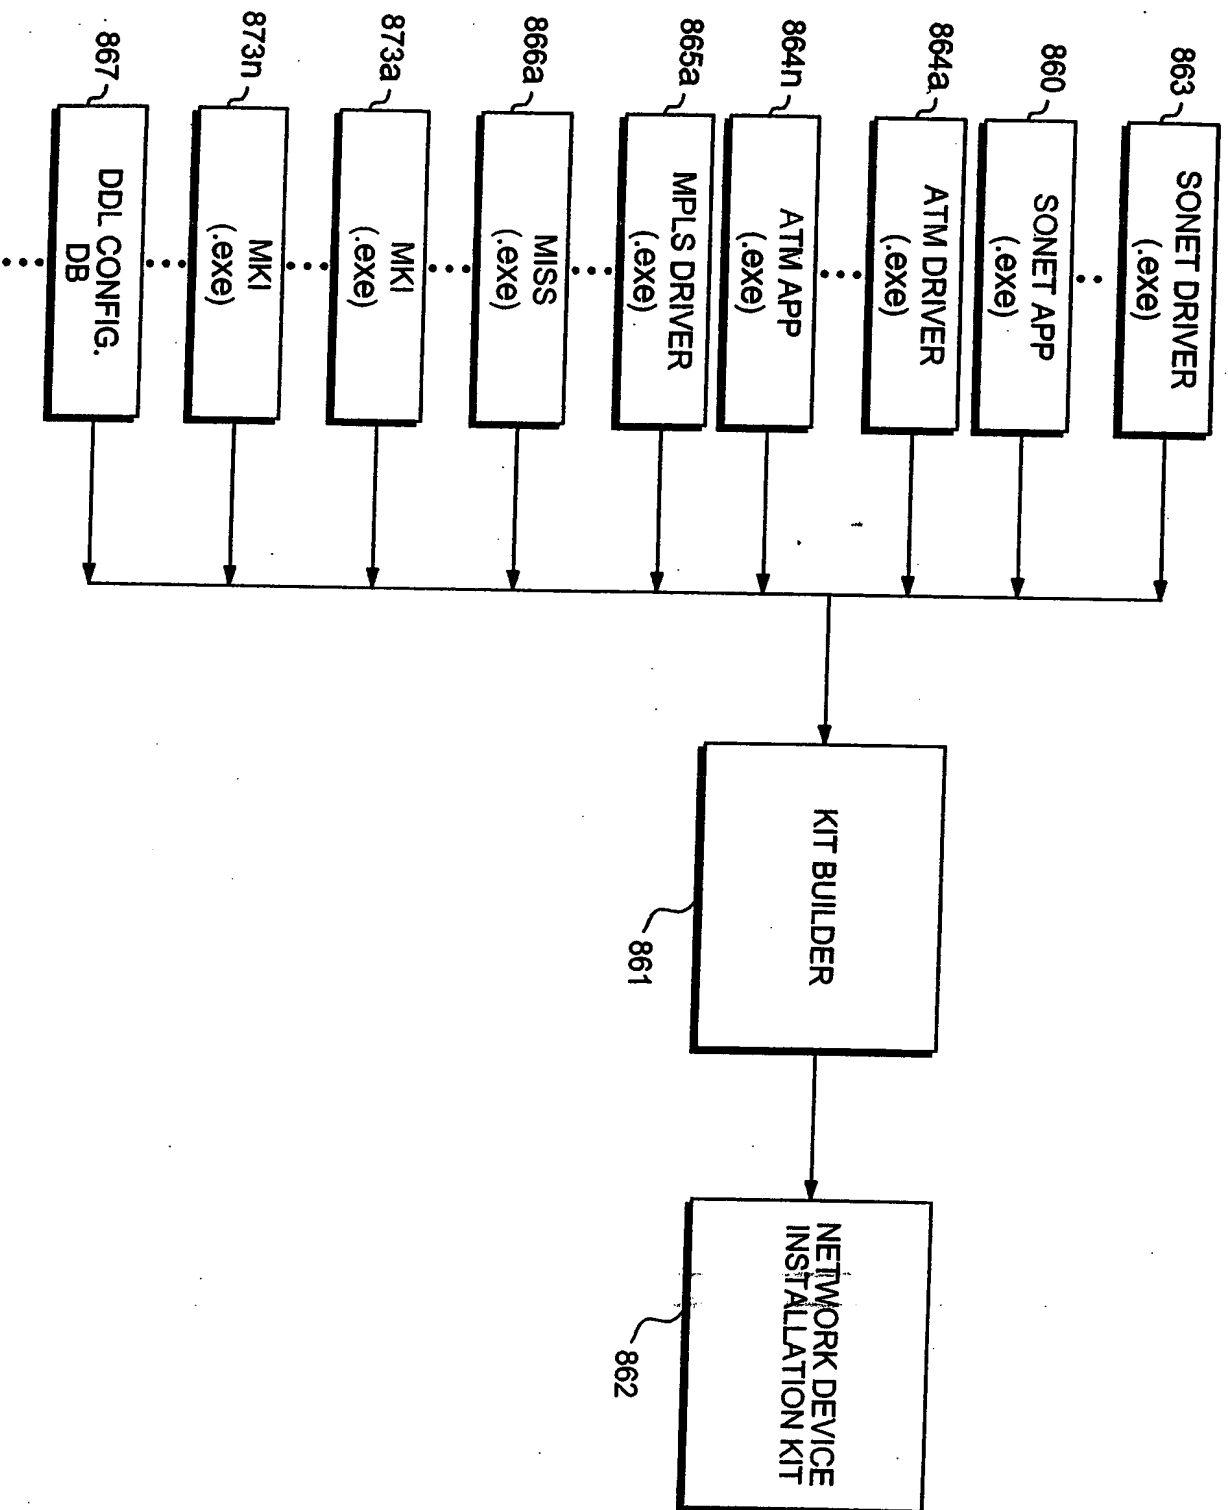 863
SONET DRIVER
(.exe)
860
SONET APP
(.exe)
864a
ATM DRIVER
(.exe)
864n
ATM APP
(.exe)
865a
MPLS DRIVER
(.exe)
866a
MISS
(.exe)
873a
MKI
(.exe)
873n
MKI
(.exe)
867
DDL CONFIG.
DB
KIT BUILDER
861
NETWORK DEVICE
INSTALLATION KIT
862